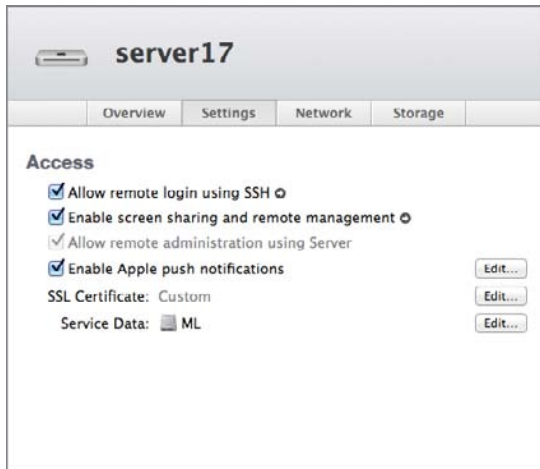 server17
Overview Settings Network Storage
Access
Allow remote login using SSH
Enable screen sharing and remote management
Allow remote administration using Server
Enable Apple push notifications Edit...
SSL Certificate: Custom Edit...
Service Data: ML Edit...